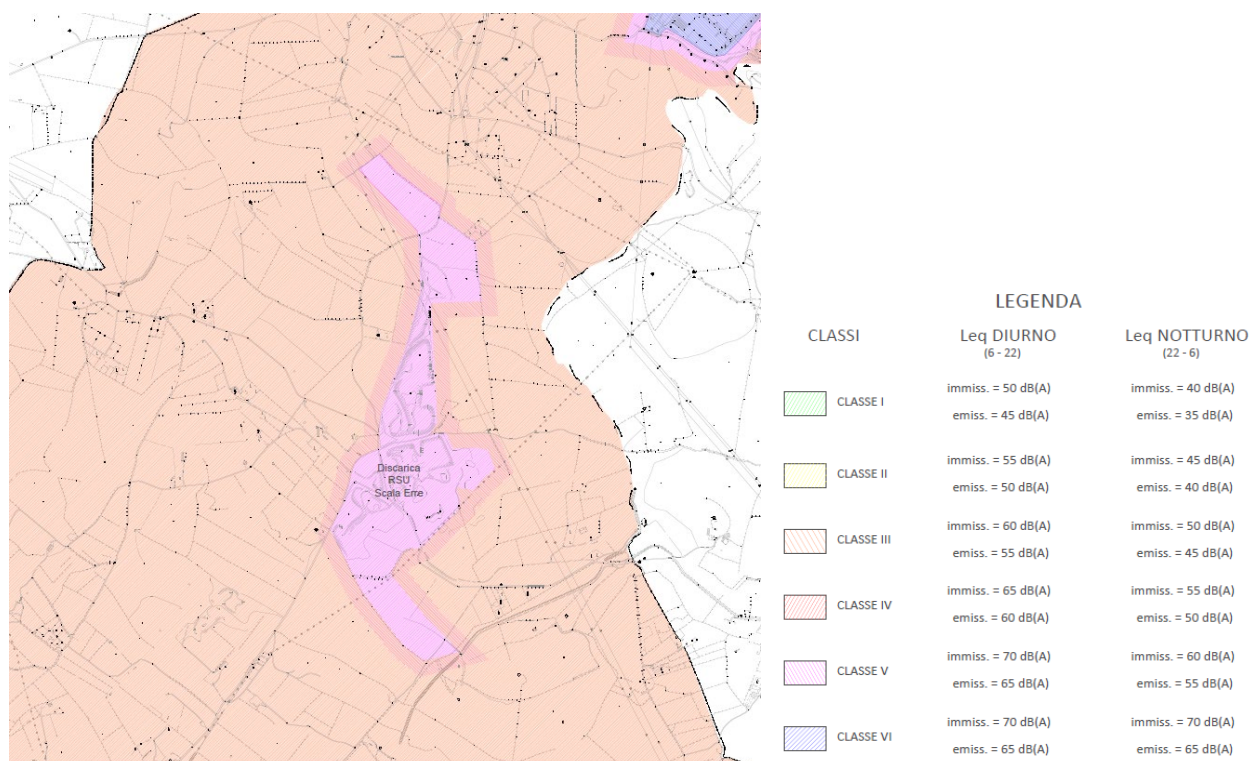 Discarica
RSU
Scala Erre
LEGENDA
CLASSI Leq DIURNO Leq NOTTURNO
(6 - 22) (22 - 6)
immiss. = 50 dB(A) immiss. = 40 dB(A)
CLASSE I
emiss. = 45 dB(A) emiss. = 35 dB(A)
immiss. = 55 dB(A) immiss. = 45 dB(A)
CLASSE II
emiss. = 50 dB(A) emiss. = 40 dB(A)
immiss. = 60 dB(A) immiss. = 50 dB(A)
CLASSE III
emiss. = 55 dB(A) emiss. = 45 dB(A)
immiss. = 65 dB(A) immiss. = 55 dB(A)
CLASSE IV
emiss. = 60 dB(A) emiss. = 50 dB(A)
immiss. = 70 dB(A) immiss. = 60 dB(A)
CLASSE V
emiss. = 65 dB(A) emiss. = 55 dB(A)
immiss. = 70 dB(A) immiss. = 70 dB(A)
CLASSE VI
emiss. = 65 dB(A) emiss. = 65 dB(A)